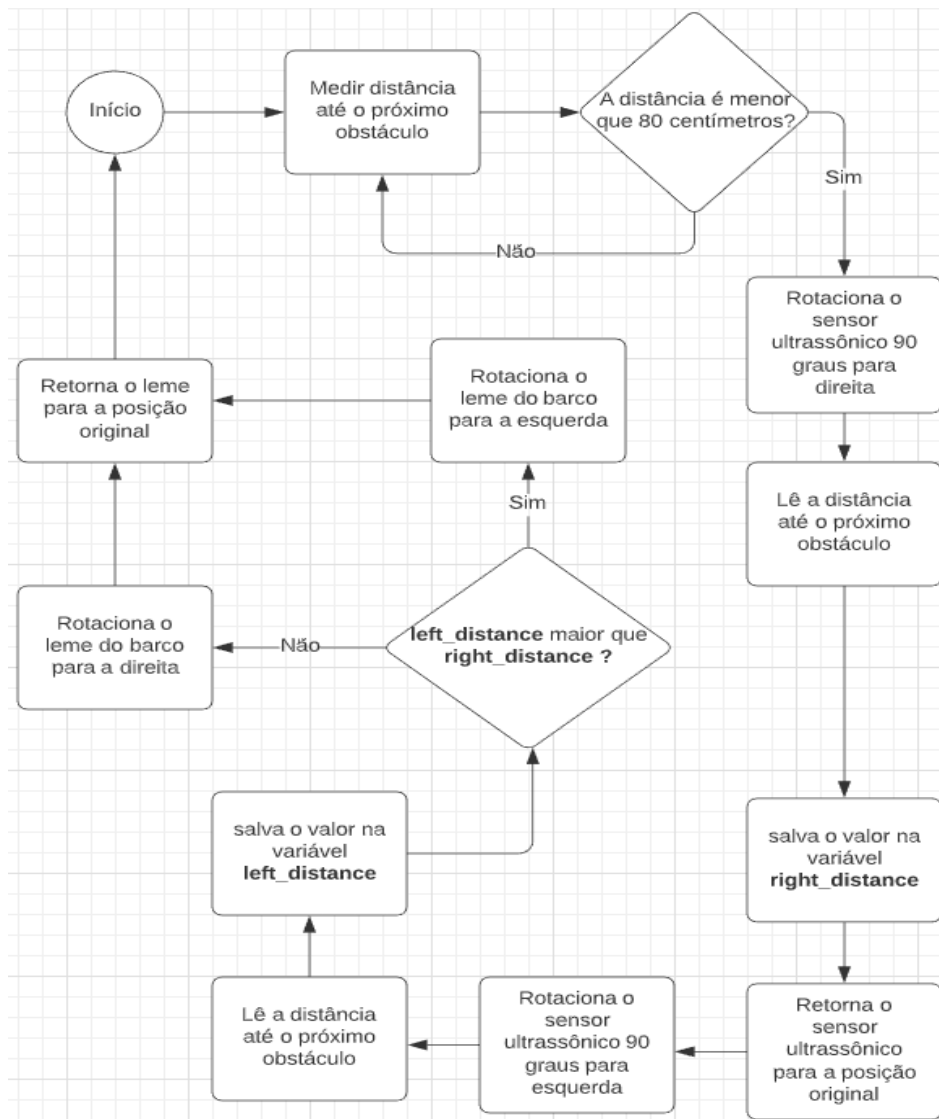 Início
Medir distância
até o próximo
obstáculo
A distância é menor
que 80 centímetros?
Sim
Não
Rotaciona o
sensor
ultrassônico 90
graus para
direita
Lê a distância
até o próximo
obstáculo
salva o valor na
variável
right_distance
Retorna o
sensor
ultrassônico
para a posição
original
Rotaciona o
sensor
ultrassônico 90
graus para
esquerda
Lê a distância
até o próximo
obstáculo
salva o valor na
variável
left_distance
left_distance maior que
right_distance ?
Sim
Rotaciona o
leme do barco
para a esquerda
Não
Rotaciona o
leme do barco
para a direita
Retorna o leme
para a posição
original